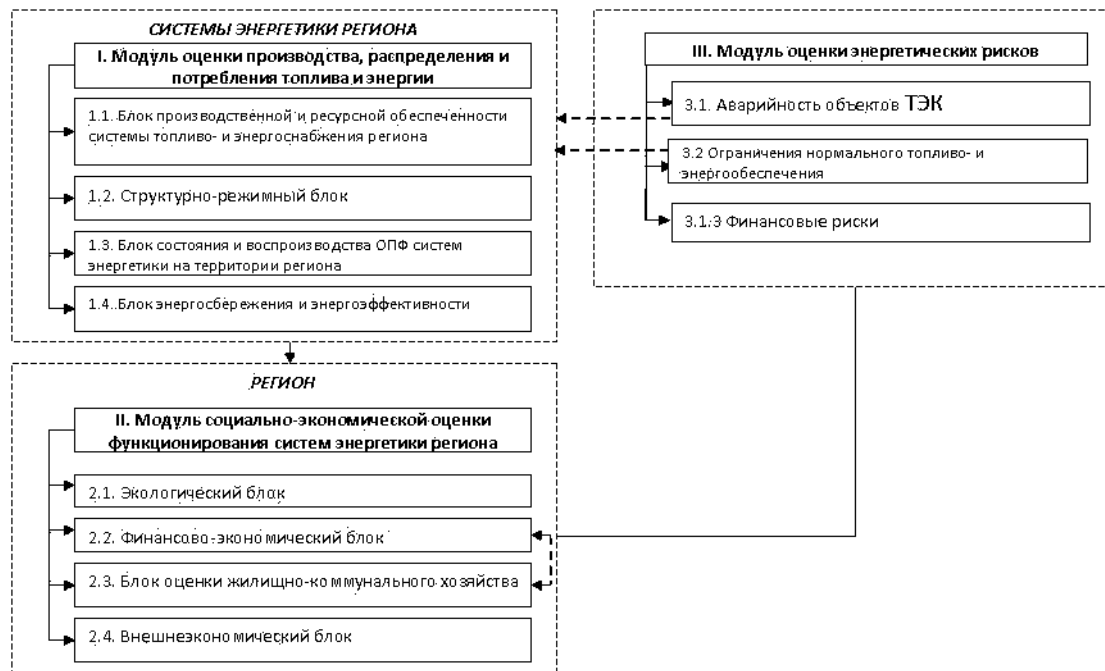 СИСТЕМЫ ЭНЕРГЕТИКИ РЕГИОНА
I. Модуль оценки производства, распределения и
потребления топлива и энергии
1.1. Блок производственной и ресурсной обеспеченности
системы топливо- и энергоснабжения региона
1.2. Структурно-режимный блок
1.3. Блок состояния и воспроизводства ОПФ систем
энергетики на территории региона
1.4. Блок энергосбережения и энергоэффективности
III. Модуль оценки энергетических рисков
3.1. Аварийность объектов ТЭК
3.2 Ограничения нормального топливо- и
энергообеспечения
3.1.3 Финансовые риски
РЕГИОН
II. Модуль социально-экономической оценки
функционирования систем энергетики региона
2.1. Экологический блок
2.2. Финансово-экономический блок
2.3. Блок оценки жилищно-коммунального хозяйства
2.4. Внешнеэкономический блок